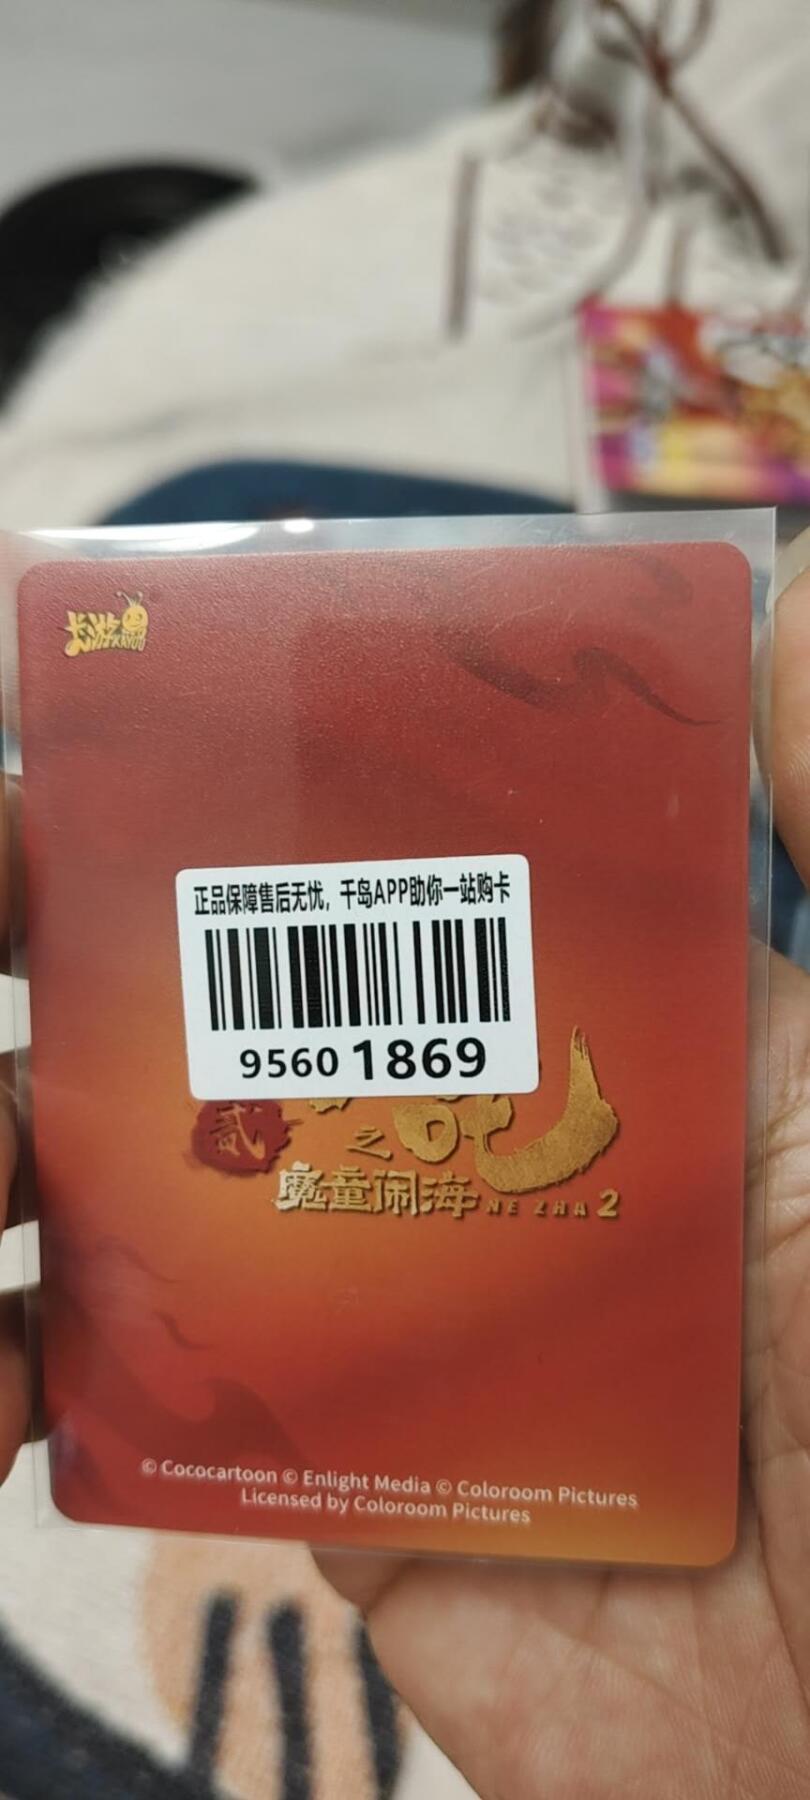 卡游
KAYOU
正品保障售后无忧，千岛APP助你一站购卡
9560 1869
贰
之
魔童闹海 NE ZHA 2
© Cococartoon © Enlight Media © Coloroom Pictures
Licensed by Coloroom Pictures